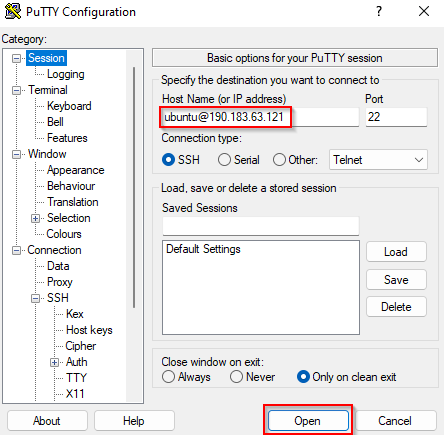 PuTTY Configuration
Category:
Session
Logging
Terminal
Keyboard
Bell
Features
Window
Appearance
Behaviour
Translation
Selection
Colours
Connection
Data
Proxy
SSH
Kex
Host keys
Cipher
Auth
TTY
X11
Basic options for your PuTTY session
Specify the destination you want to connect to
Host Name (or IP address) Port
ubuntu@190.183.63.121 22
Connection type:
SSH Serial Other: Telnet
Load, save or delete a stored session
Saved Sessions
Default Settings
Load
Save
Delete
Close window on exit:
Always Never Only on clean exit
About Help Open Cancel